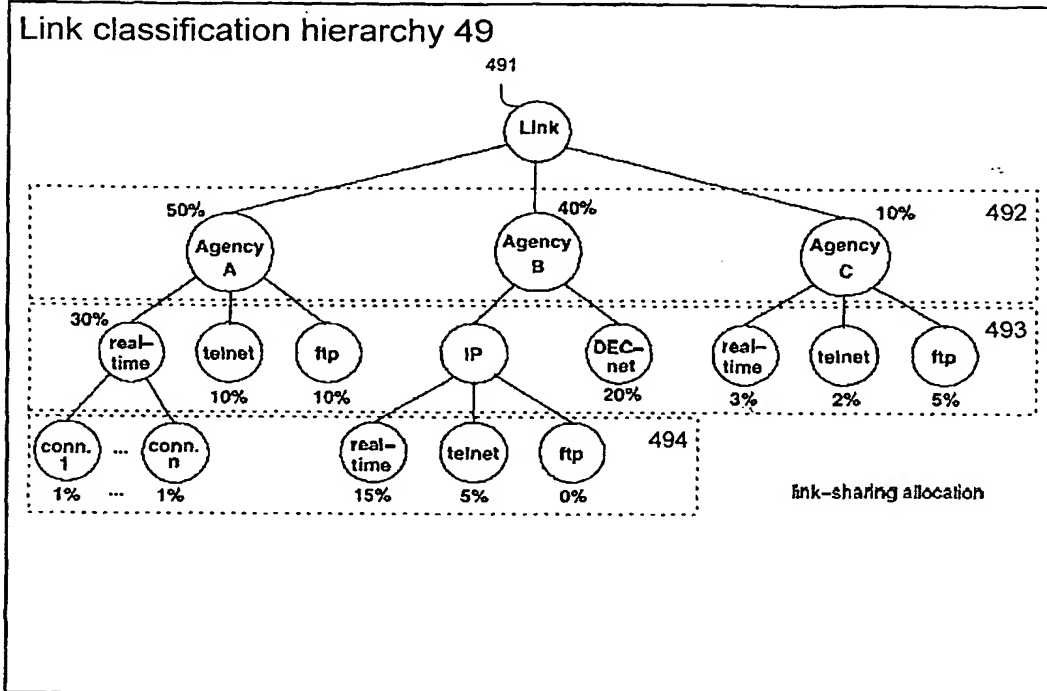 Link classification hierarchy 49
491
Link
50%
40%
10%
492
Agency
A
Agency
B
Agency
C
30%
493
real–
time
telnet
ftp
IP
DEC–
net
real–
time
telnet
ftp
10%
10%
20%
3%
2%
5%
conn.
1
...
conn.
n
real–
time
telnet
ftp
494
1%
...
1%
15%
5%
0%
link–sharing allocation